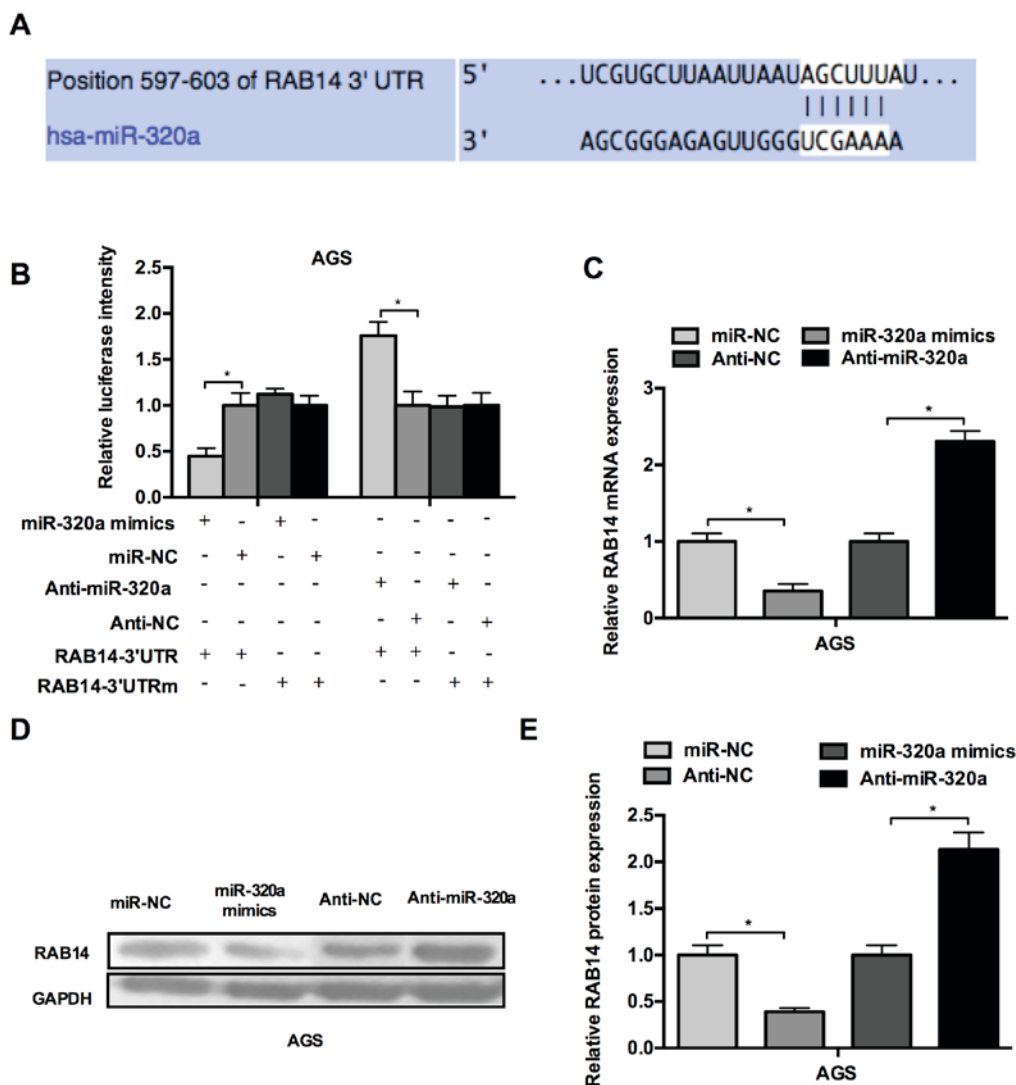 A
Position 597-603 of RAB14 3' UTR 5' ...UCGUGCUUAAUUAAUAGCUUUAU...
||||||
hsa-miR-320a 3' AGCGGGAGAGUUGGGUCGAAAA
B
AGS
Relative luciferase intensity
2.5
2.0
1.5
1.0
0.5
0.0
* *
miR-320a mimics + - + - - - - -
miR-NC - + - + - - - -
Anti-miR-320a - - - - + - + -
Anti-NC - - - - - + - +
RAB14-3'UTR + + - - + + - -
RAB14-3'UTRm - - + + - - + +
C
miR-NC miR-320a mimics
Anti-NC Anti-miR-320a
Relative RAB14 mRNA expression
3
2
1
0
* *
AGS
D
miR-NC miR-320a mimics Anti-NC Anti-miR-320a
RAB14
GAPDH
AGS
E
miR-NC miR-320a mimics
Anti-NC Anti-miR-320a
Relative RAB14 protein expression
2.5
2.0
1.5
1.0
0.5
0.0
* *
AGS